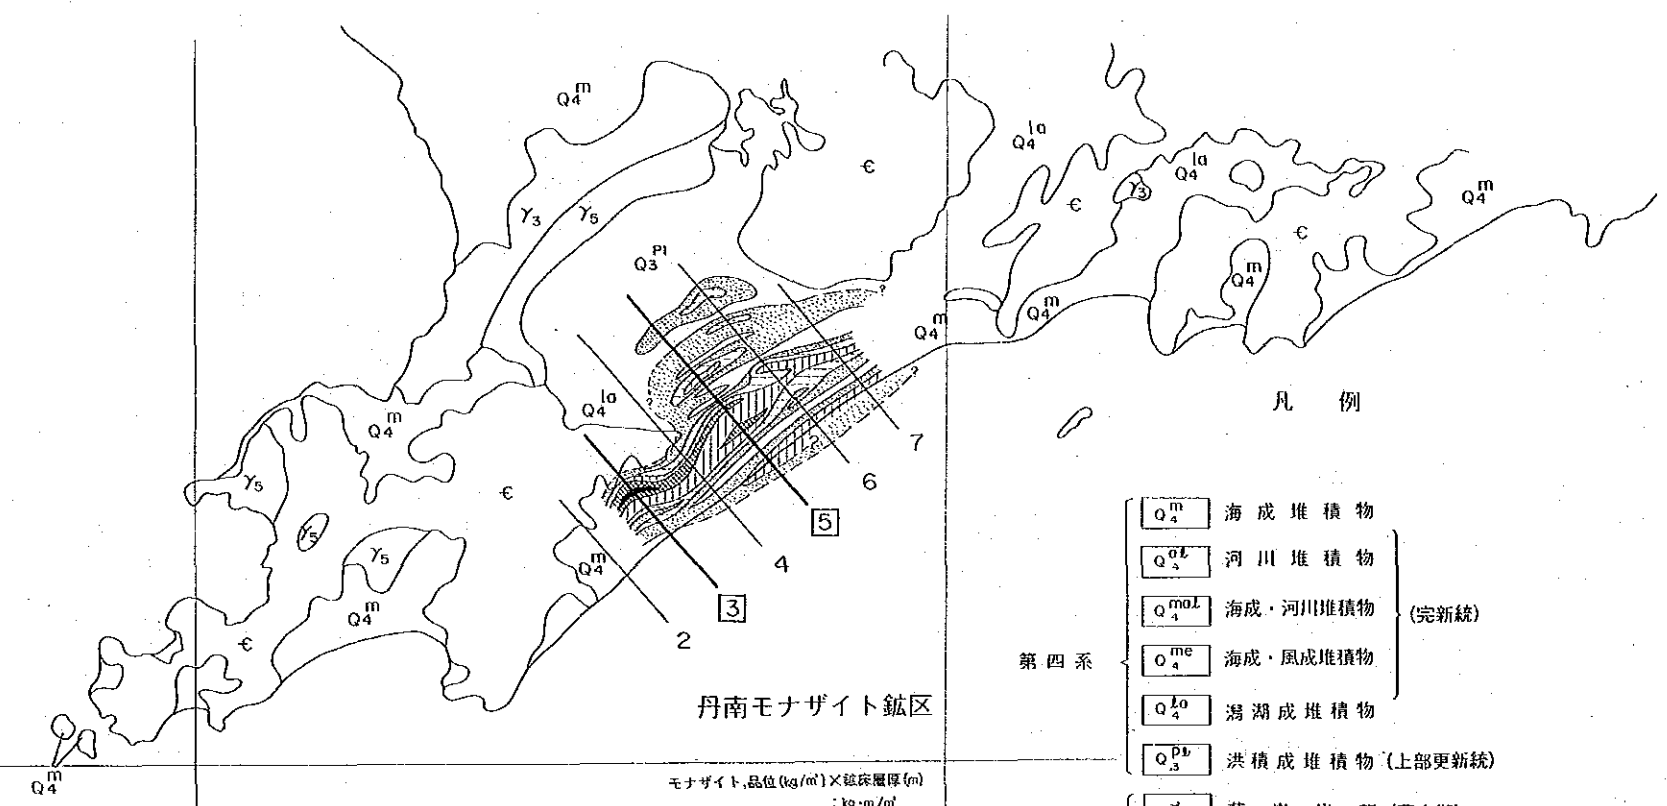 Q4m
Q4la
€
Q4la
γ3
γ3
γ5
€
Q4m
€
Q3Pl
Q4m
Q4m
Q4m
?
?
Q4la
?
凡 例
Q4m
7
?
6
γ5
€
5
γ5
4
γ5
Q4m
3
Q4m
2
€
丹南モナザイト鉱区
Q4m
モナザイト,品位(kg/㎥)×鉱床層厚(m)
:kg·m/㎥
第四系
Q4m 海成堆積物
Q4al 河川堆積物
Q4mal 海成・河川堆積物
(完新統)
Q4me 海成・風成堆積物
Q4la 潟湖成堆積物
Q3Pl 洪積成堆積物 (上部更新統)